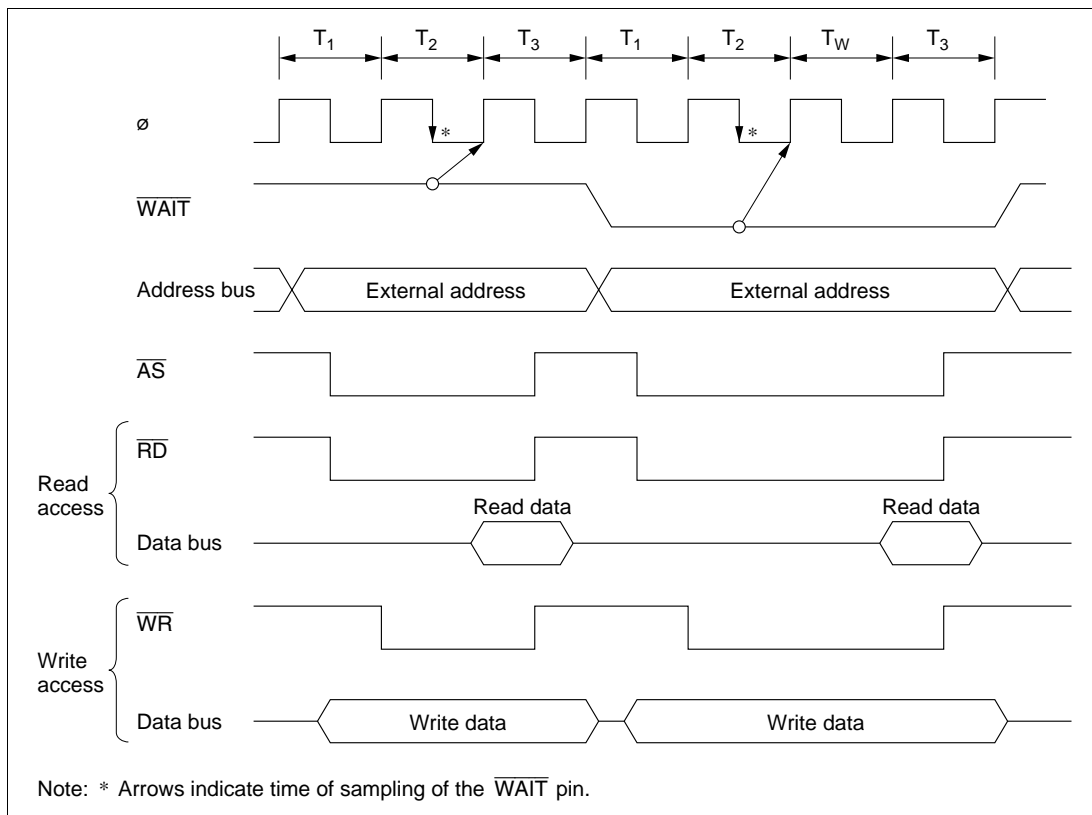 T1 T2 T3 T1 T2 TW T3
ø
* *
WAIT
Address bus External address External address
AS
Read access
RD
Read data Read data
Data bus
Write access
WR
Data bus Write data Write data
Note: * Arrows indicate time of sampling of the WAIT pin.